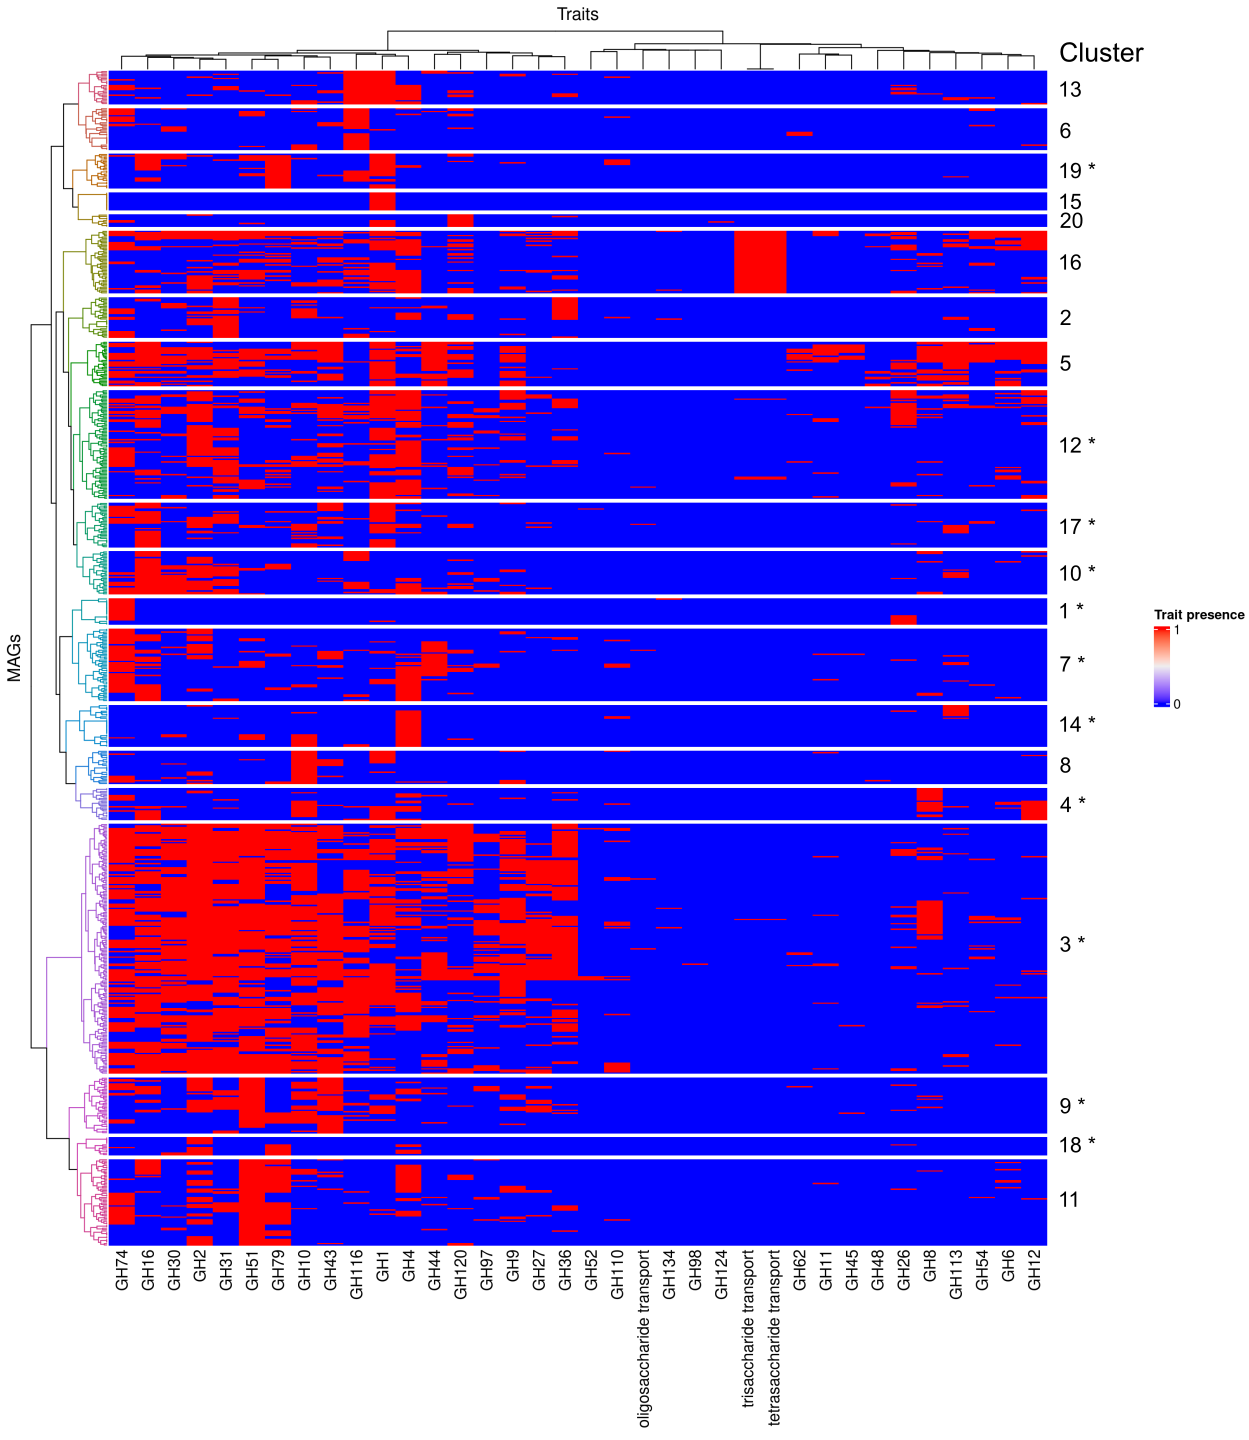 Traits
Cluster
13
6
19 *
15
20
16
2
5
12 *
17 *
10 *
1 *
7 *
14 *
8
4 *
3 *
9 *
18 *
11
MAGs
Trait presence
1
0
GH74
GH16
GH30
GH2
GH31
GH51
GH79
GH10
GH43
GH116
GH1
GH4
GH44
GH120
GH97
GH9
GH27
GH36
GH52
GH110
oligosaccharide transport
GH134
GH98
GH124
trisaccharide transport
tetrasaccharide transport
GH62
GH11
GH45
GH48
GH26
GH8
GH113
GH54
GH6
GH12